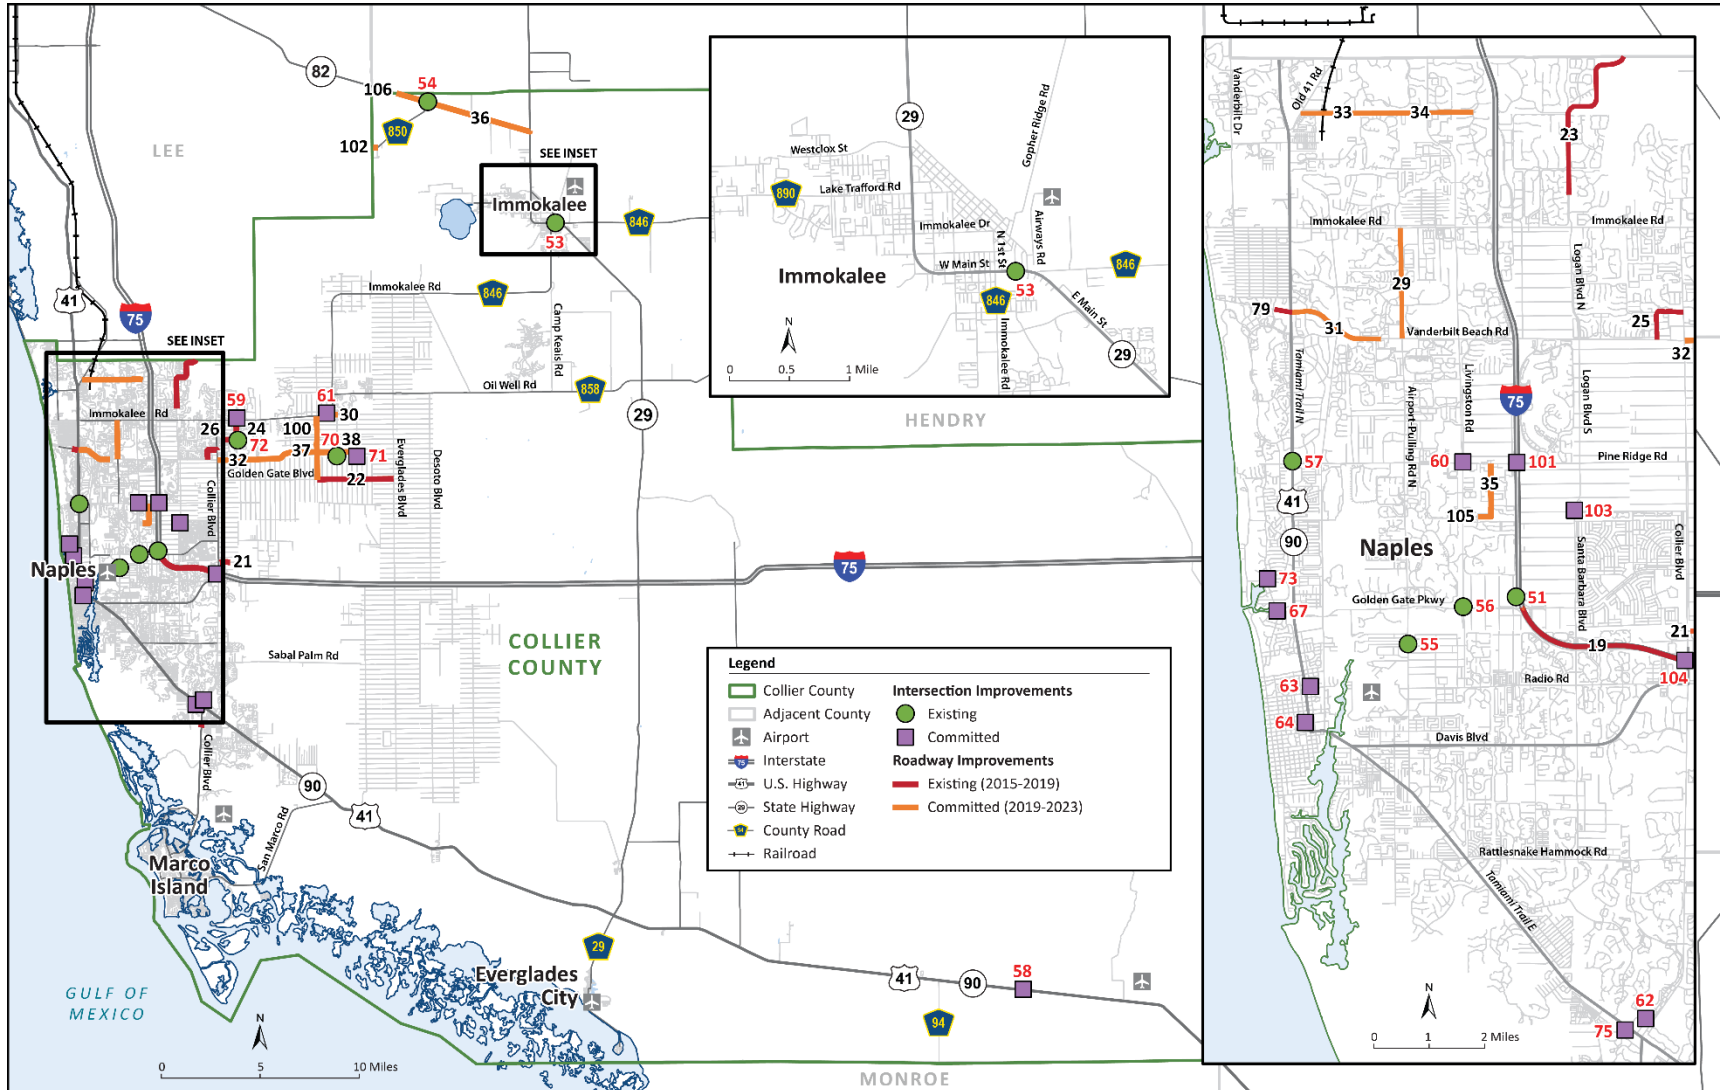 82
106
54
36
850
102
LEE
SEE INSET
Immokalee
846
53
Immokalee Rd
846
41
75
Camp Keais Rd
Oil Well Rd
858
29
SEE INSET
Immokalee Rd
59
61
30
26
24
100
72
70
38
37
71
32
Golden Gate Blvd
22
Collier Blvd
Everglades Blvd
Desoto Blvd
Naples
21
75
COLLIER
COUNTY
Sabal Palm Rd
Collier Blvd
90
41
San Marco Rd
Marco
Island
GULF OF
MEXICO
N
0 5 10 Miles
Everglades
City
29
41
90
58
94
MONROE
HENDRY
29
Gopher Ridge Rd
Westclox St
890
Lake Trafford Rd
Immokalee Dr
N 1st St
Airways Rd
W Main St
Immokalee
846
53
846
E Main St
Immokalee Rd
29
N
0 0.5 1 Mile
Legend
Collier County
Adjacent County
Airport
Interstate
41 U.S. Highway
29 State Highway
County Road
Railroad
Intersection Improvements
Existing
Committed
Roadway Improvements
Existing (2015-2019)
Committed (2019-2023)
Vanderbilt Dr
Old 41 Rd
33
34
23
Immokalee Rd
Immokalee Rd
Logan Blvd N
29
79
31
Vanderbilt Beach Rd
25
32
Tamiami Trail N
Airport-Pulling Rd N
Livingston Rd
75
Logan Blvd S
57
60
101
Pine Ridge Rd
41
35
105
103
90
Naples
Santa Barbara Blvd
Collier Blvd
73
67
Golden Gate Pkwy
56
51
55
19
21
63
Radio Rd
104
64
Davis Blvd
Rattlesnake Hammock Rd
Tamiami Trail E
N
62
75
0 1 2 Miles